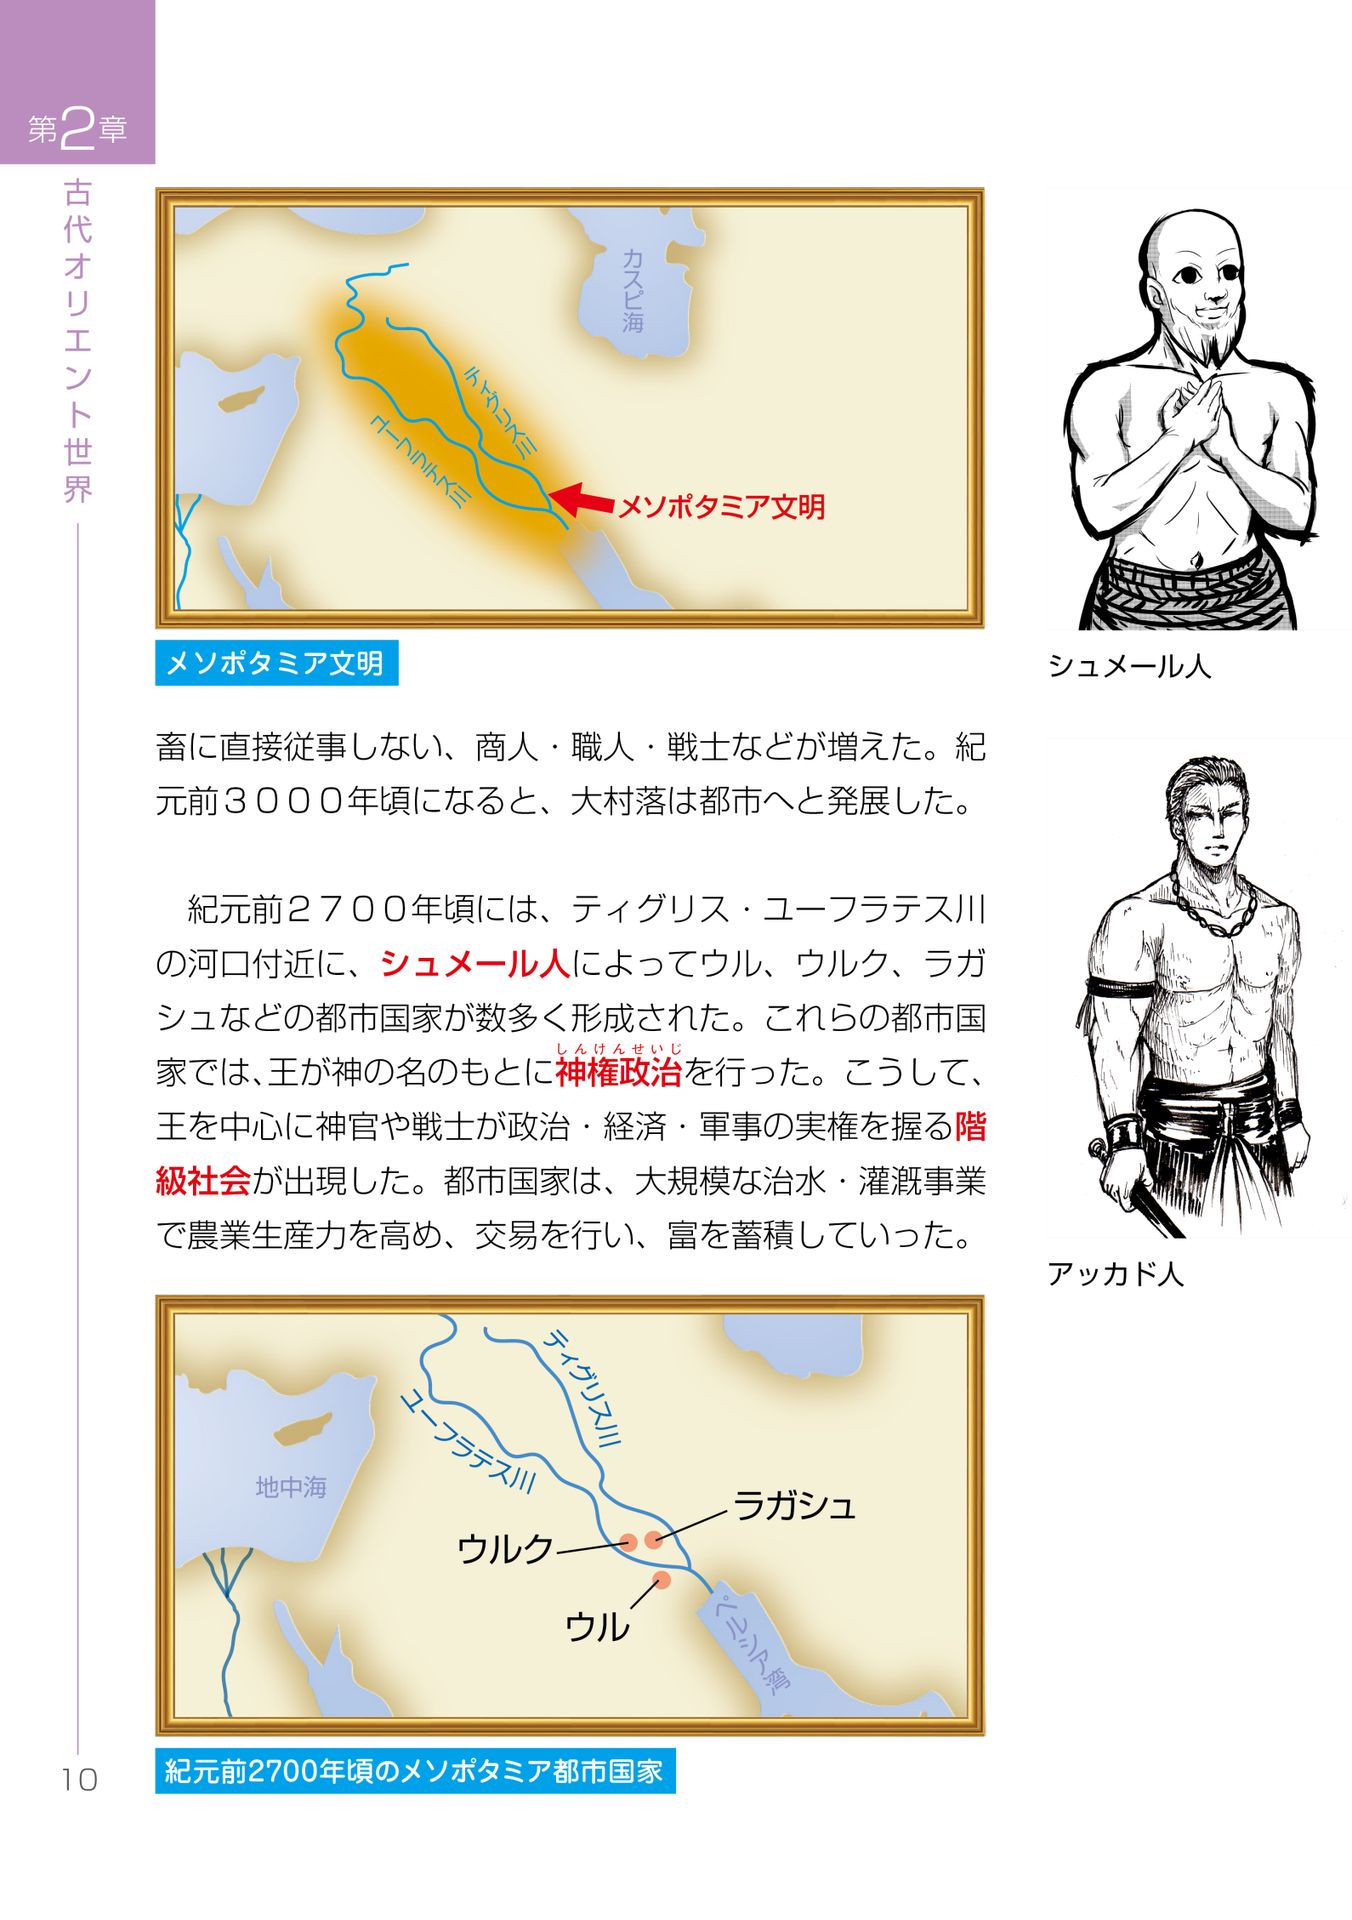 第2章
古代オリエント世界
カスピ海
ティグリス川
ユーフラテス川
メソポタミア文明
メソポタミア文明
シュメール人
畜に直接従事しない、商人・職人・戦士などが増えた。紀
元前３０００年頃になると、大村落は都市へと発展した。
紀元前２７００年頃には、ティグリス・ユーフラテス川
の河口付近に、シュメール人によってウル、ウルク、ラガ
シュなどの都市国家が数多く形成された。これらの都市国
しんけんせいじ
家では、王が神の名のもとに神権政治を行った。こうして、
王を中心に神官や戦士が政治・経済・軍事の実権を握る階
級社会が出現した。都市国家は、大規模な治水・灌漑事業
で農業生産力を高め、交易を行い、富を蓄積していった。
アッカド人
ティグリス川
ユーフラテス川
地中海
ラガシュ
ウルク
ウル
ペルシア湾
紀元前2700年頃のメソポタミア都市国家
10